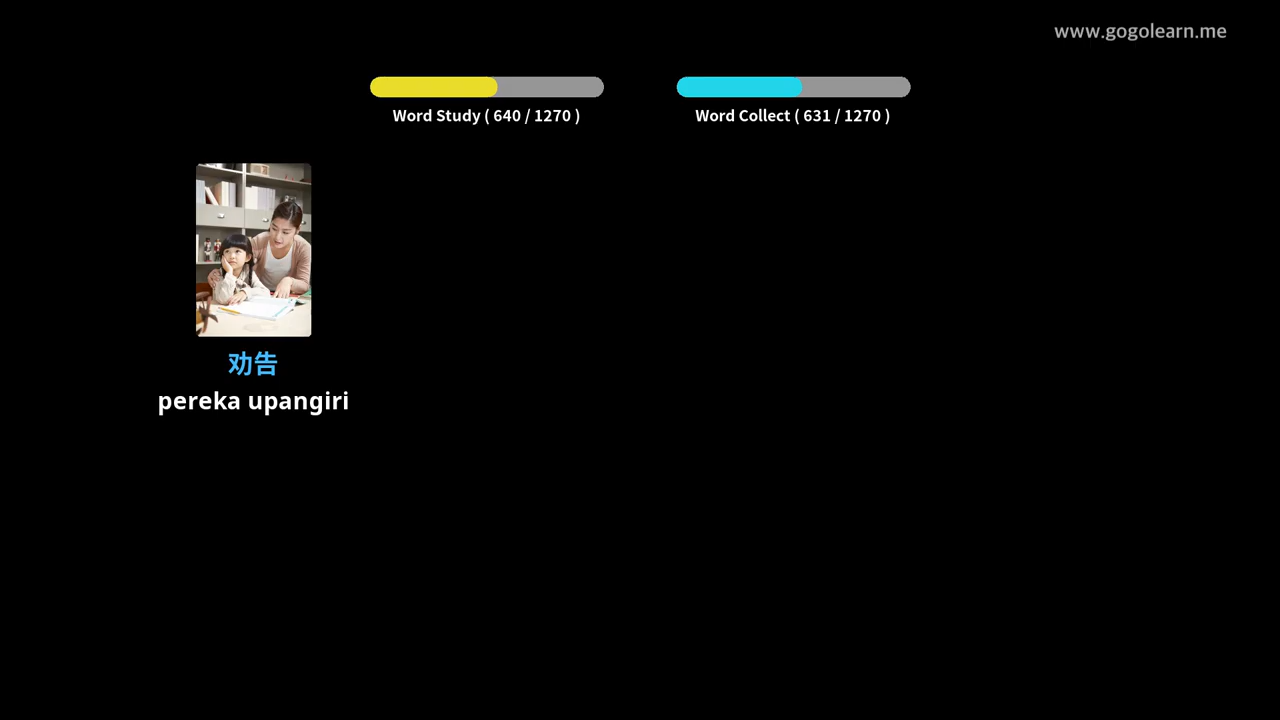 www.gogolearn.me
Word Study ( 640 / 1270 )
Word Collect ( 631 / 1270 )
劝告
pereka upangiri